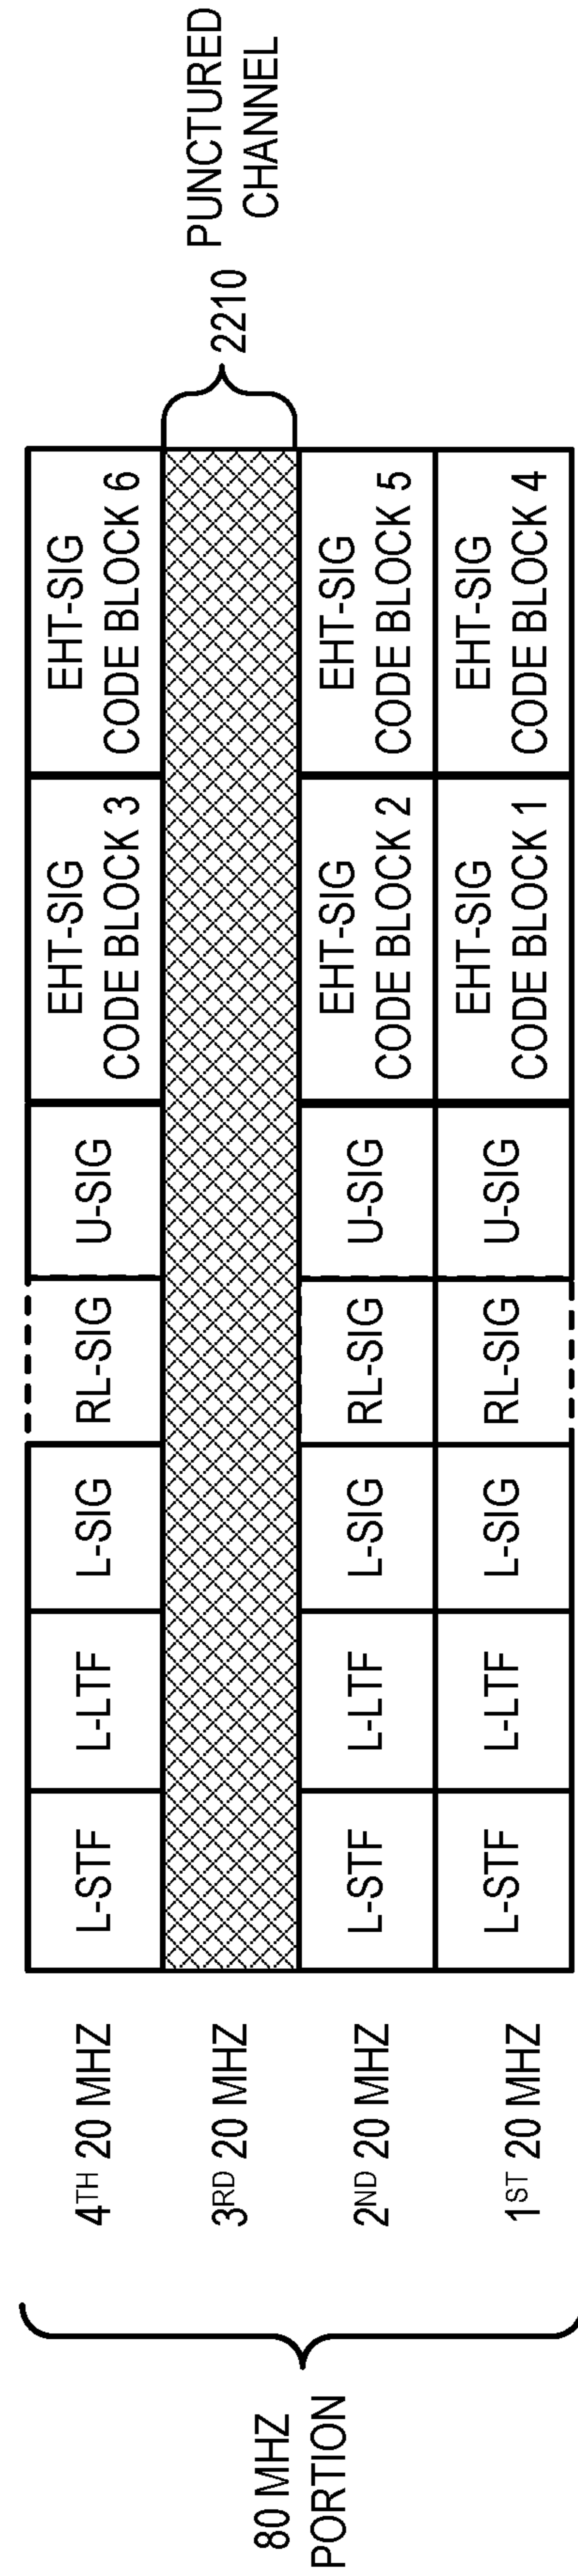 80 MHZ
PORTION
4TH 20 MHZ
L-STF
L-LTF
L-SIG
RL-SIG
U-SIG
EHT-SIG
CODE BLOCK 3
EHT-SIG
CODE BLOCK 6
3RD 20 MHZ
2210
PUNCTURED
CHANNEL
2ND 20 MHZ
L-STF
L-LTF
L-SIG
RL-SIG
U-SIG
EHT-SIG
CODE BLOCK 2
EHT-SIG
CODE BLOCK 5
1ST 20 MHZ
L-STF
L-LTF
L-SIG
RL-SIG
U-SIG
EHT-SIG
CODE BLOCK 1
EHT-SIG
CODE BLOCK 4